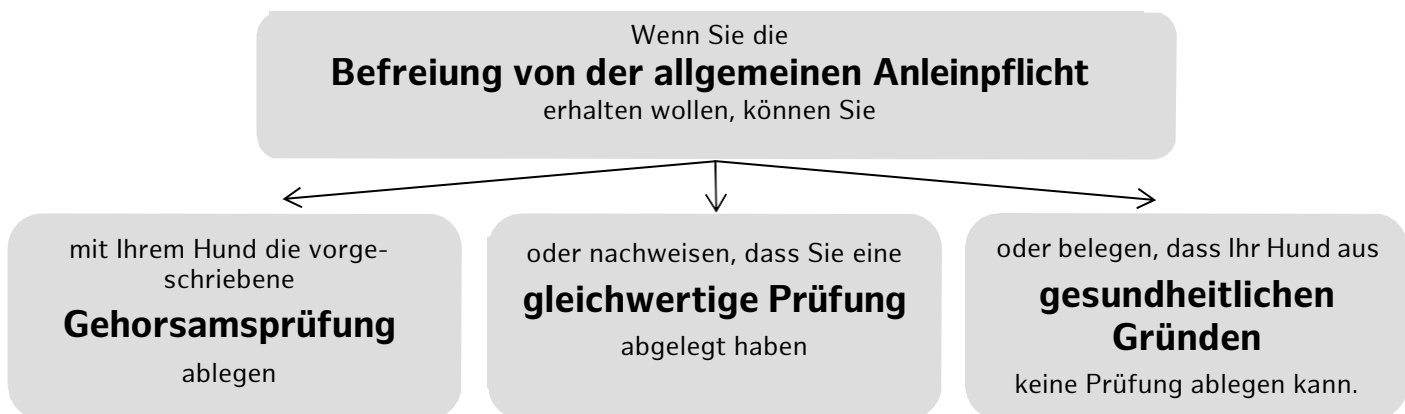 Wenn Sie die
Befreiung von der allgemeinen Anleinpflicht
erhalten wollen, können Sie
mit Ihrem Hund die vorge-
schriebene
Gehorsamsprüfung
ablegen
oder nachweisen, dass Sie eine
gleichwertige Prüfung
abgelegt haben
oder belegen, dass Ihr Hund aus
gesundheitlichen
Gründen
keine Prüfung ablegen kann.